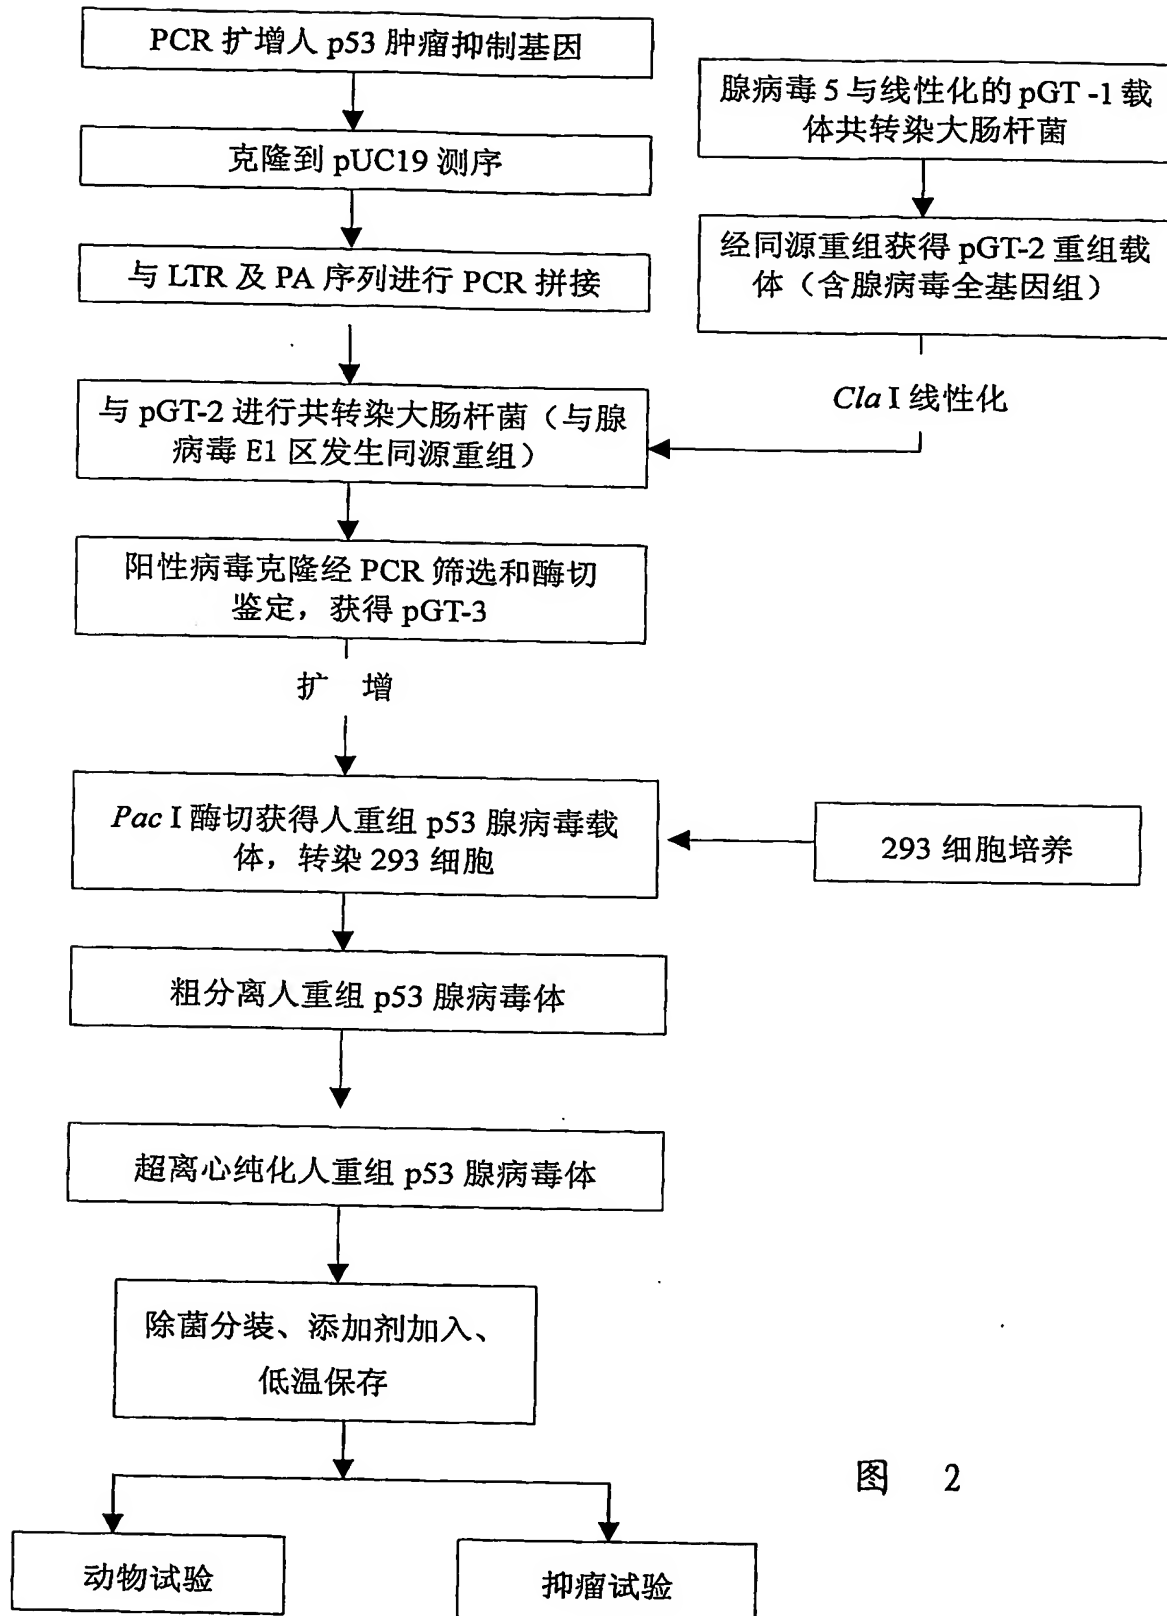 PCR 扩增人 p53 肿瘤抑制基因
克隆到 pUC19 测序
与 LTR 及 PA 序列进行 PCR 拼接
腺病毒 5 与线性化的 pGT -1 载
体共转染大肠杆菌
经同源重组获得 pGT-2 重组载
体（含腺病毒全基因组）
Cla I 线性化
与 pGT-2 进行共转染大肠杆菌（与腺
病毒 E1 区发生同源重组）
阳性病毒克隆经 PCR 筛选和酶切
鉴定，获得 pGT-3
扩 增
Pac I 酶切获得人重组 p53 腺病毒载
体，转染 293 细胞
293 细胞培养
粗分离人重组 p53 腺病毒体
超离心纯化人重组 p53 腺病毒体
除菌分装、添加剂加入、
低温保存
动物试验
抑瘤试验
图 2